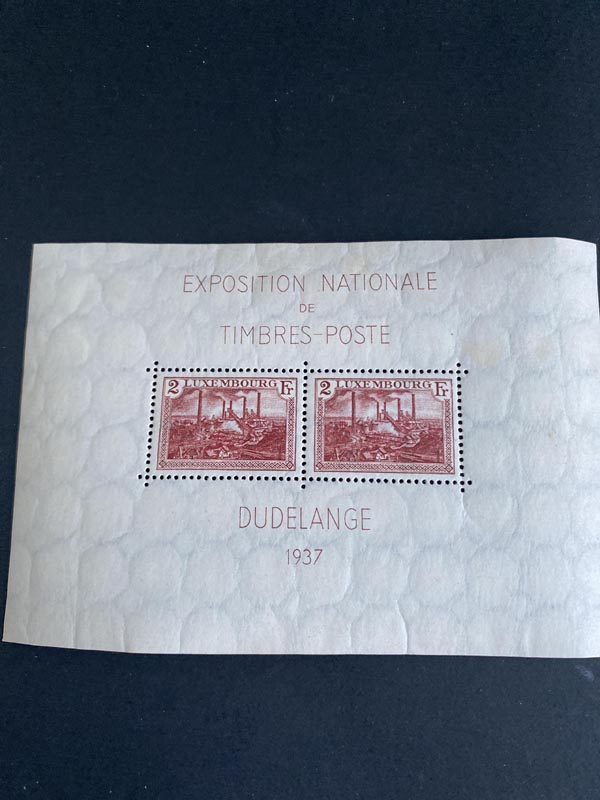 EXPOSITION NATIONALE
DE
TIMBRES-POSTE
2 LUXEMBOURG Fr
2 LUXEMBOURG Fr
DUDELANGE
1937